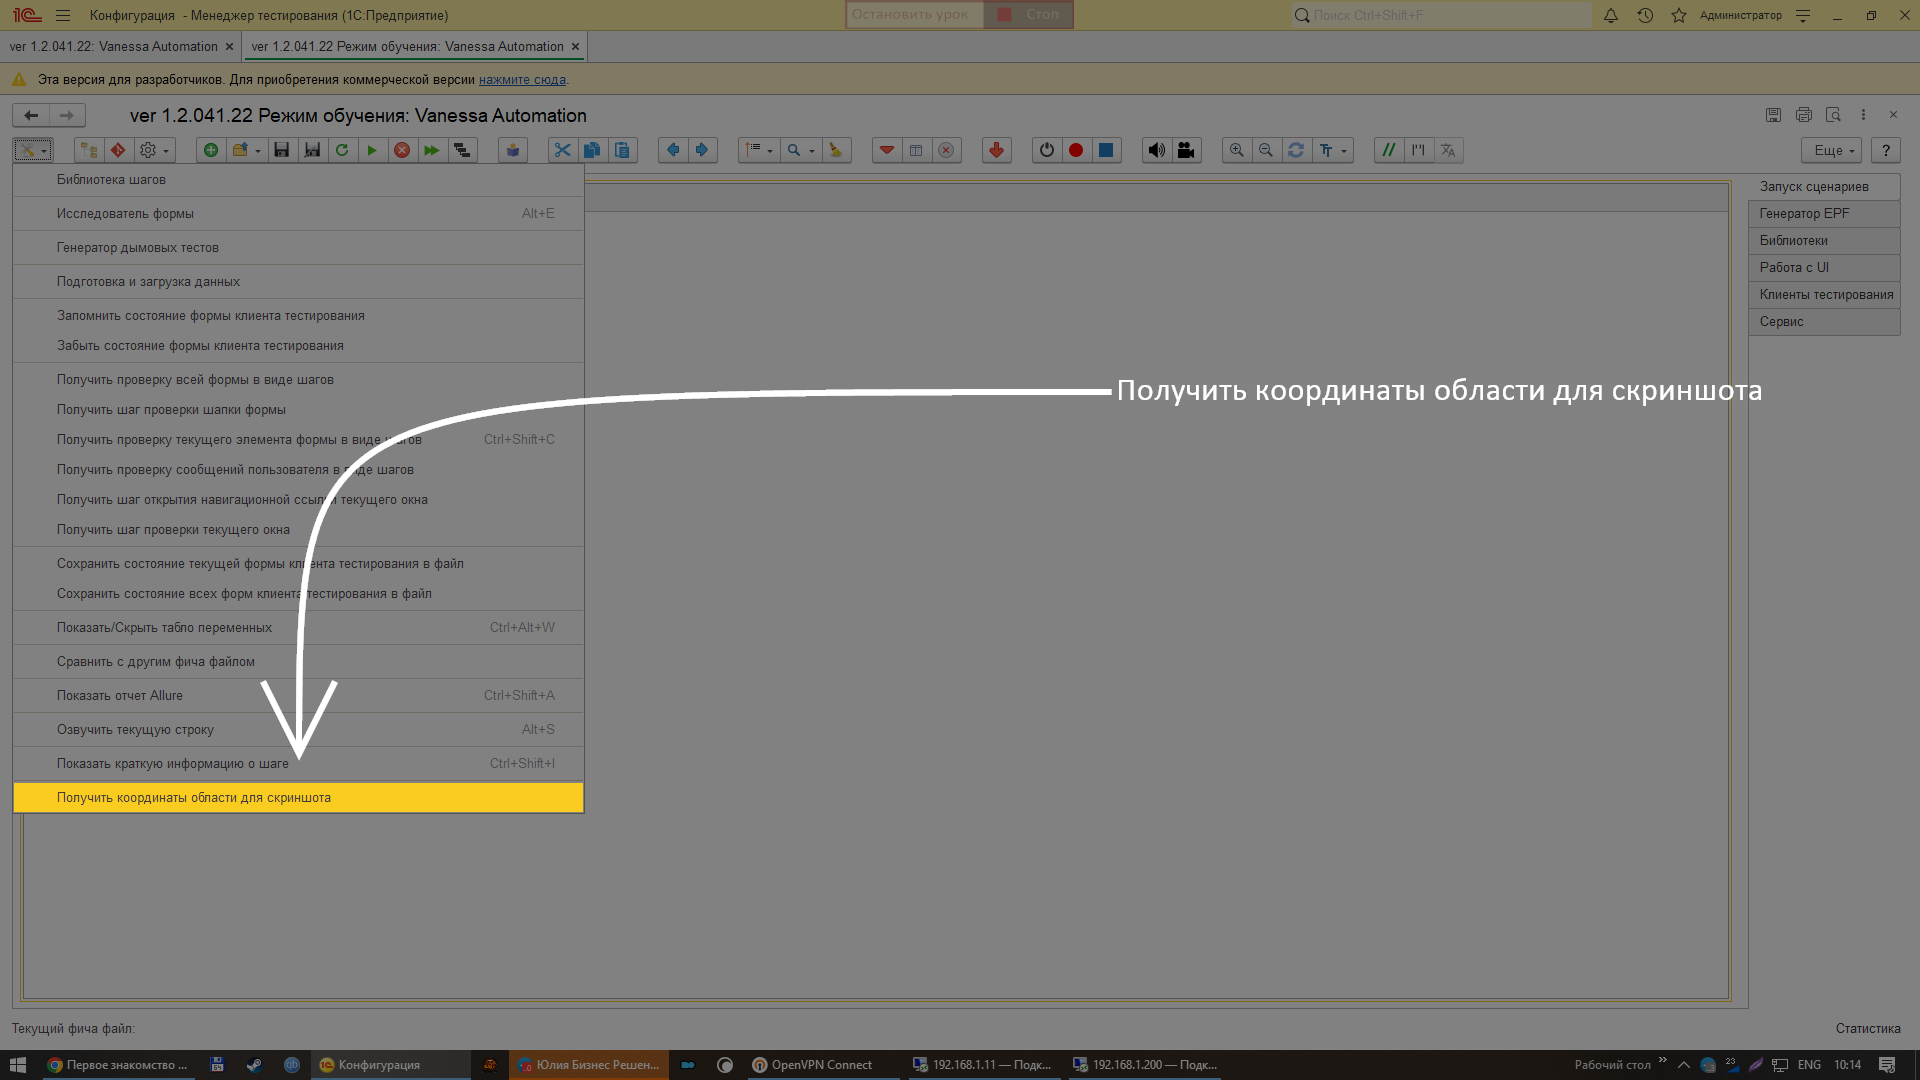 Конфигурация - Менеджер тестирования (1С:Предприятие)
Остановить урок
Стоп
Поиск Ctrl+Shift+F
Администратор
ver 1.2.041.22: Vanessa Automation ×
ver 1.2.041.22 Режим обучения: Vanessa Automation ×
Эта версия для разработчиков. Для приобретения коммерческой версии нажмите сюда.
ver 1.2.041.22 Режим обучения: Vanessa Automation
Еще
?
Библиотека шагов
Исследователь формы Alt+E
Генератор дымовых тестов
Подготовка и загрузка данных
Запомнить состояние формы клиента тестирования
Забыть состояние формы клиента тестирования
Получить проверку всей формы в виде шагов
Получить шаг проверки шапки формы
Получить проверку текущего элемента формы в виде шагов Ctrl+Shift+C
Получить проверку сообщений пользователя в виде шагов
Получить шаг открытия навигационной ссылки текущего окна
Получить шаг проверки текущего окна
Сохранить состояние текущей формы клиента тестирования в файл
Сохранить состояние всех форм клиента тестирования в файл
Показать/Скрыть табло переменных Ctrl+Alt+W
Сравнить с другим фича файлом
Показать отчет Allure Ctrl+Shift+A
Озвучить текущую строку Alt+S
Показать краткую информацию о шаге Ctrl+Shift+I
Получить координаты области для скриншота
Получить координаты области для скриншота
Запуск сценариев
Генератор EPF
Библиотеки
Работа с UI
Клиенты тестирования
Сервис
Текущий фича файл:
Статистика
Первое знакомство ...
Конфигурация
Юлия Бизнес Решен...
OpenVPN Connect
192.168.1.11 — Подк...
192.168.1.200 — Подк...
Рабочий стол
23
ENG
10:14